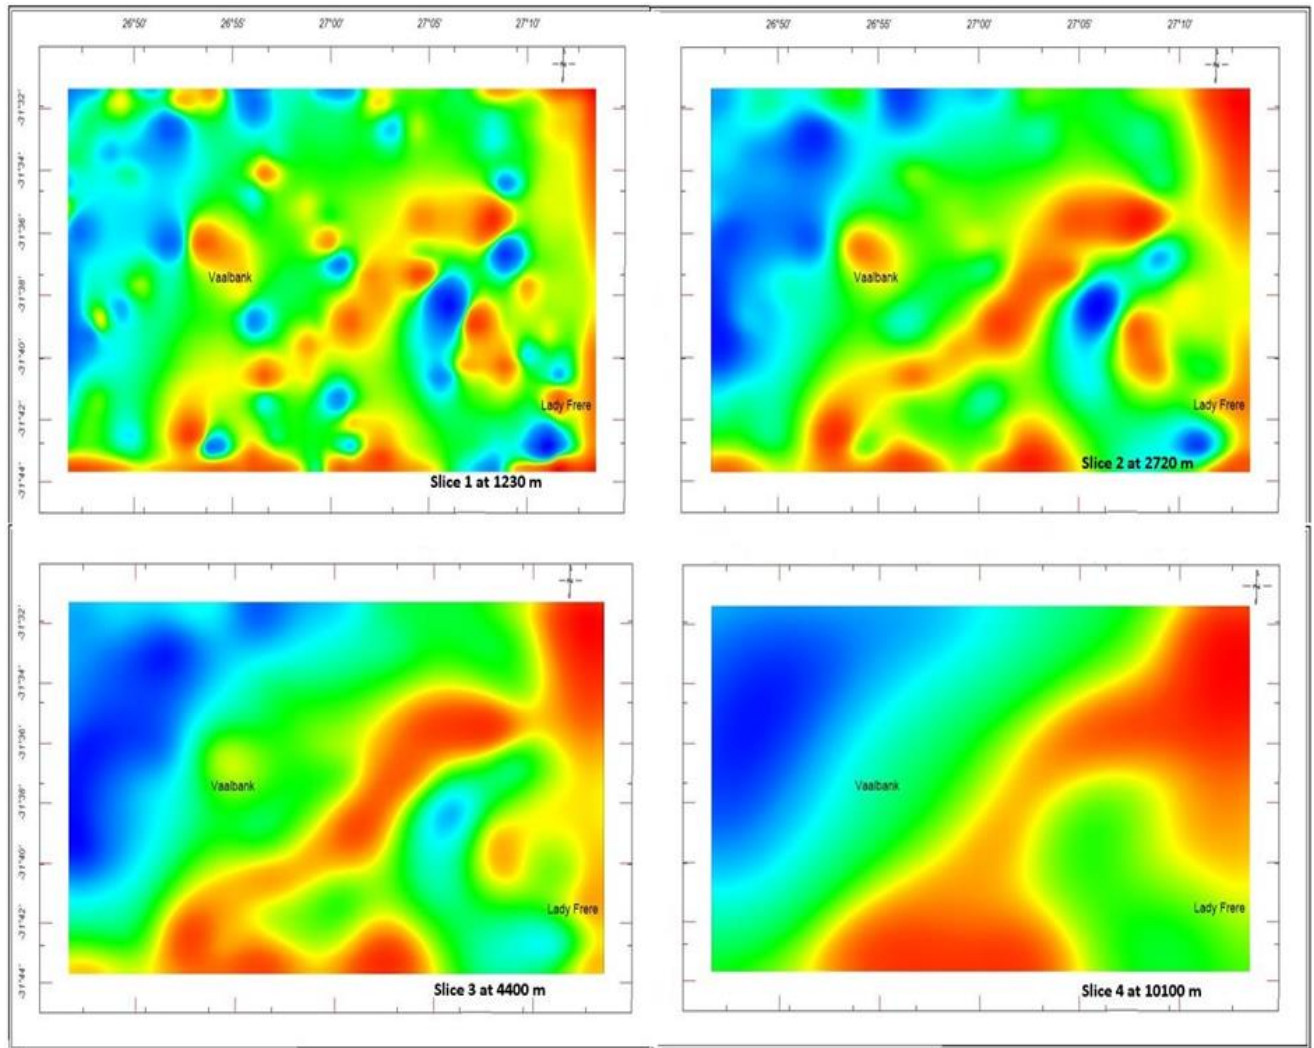 26°50' 26°55' 27°00' 27°05' 27°10'
26°50' 26°55' 27°00' 27°05' 27°10'
N
N
-31°32'
-31°34'
-31°36'
-31°38'
-31°40'
-31°42'
-31°44'
Vaalbank
Lady Frere
Slice 1 at 1230 m
Vaalbank
Lady Frere
Slice 2 at 2720 m
N
N
-31°32'
-31°34'
-31°36'
-31°38'
-31°40'
-31°42'
-31°44'
Vaalbank
Lady Frere
Slice 3 at 4400 m
Vaalbank
Lady Frere
Slice 4 at 10100 m